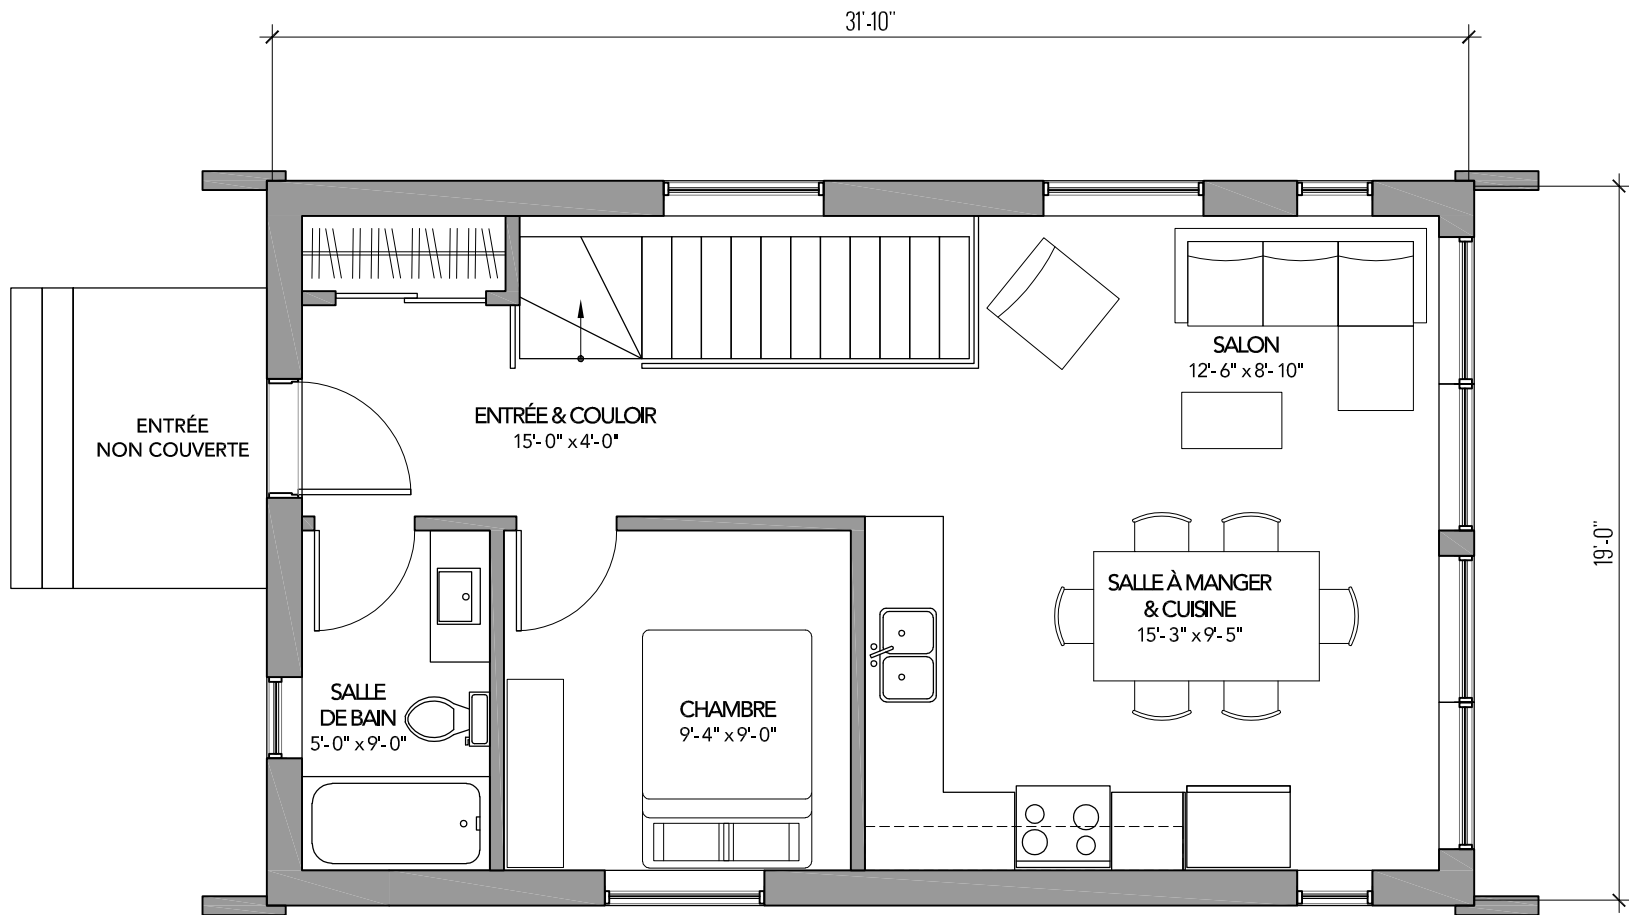 31'-10"
SALON
12'-6" x 8'-10"
ENTRÉE & COULOIR
15'-0" x 4'-0"
ENTRÉE
NON COUVERTE
19'-0"
SALLE À MANGER
& CUISINE
15'-3" x 9'-5"
SALLE
DE BAIN
5'-0" x 9'-0"
CHAMBRE
9'-4" x 9'-0"